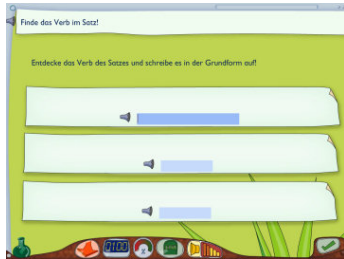 Finde das Verb im Satz!
Entdecke das Verb des Satzes und schreibe es in der Grundform auf!